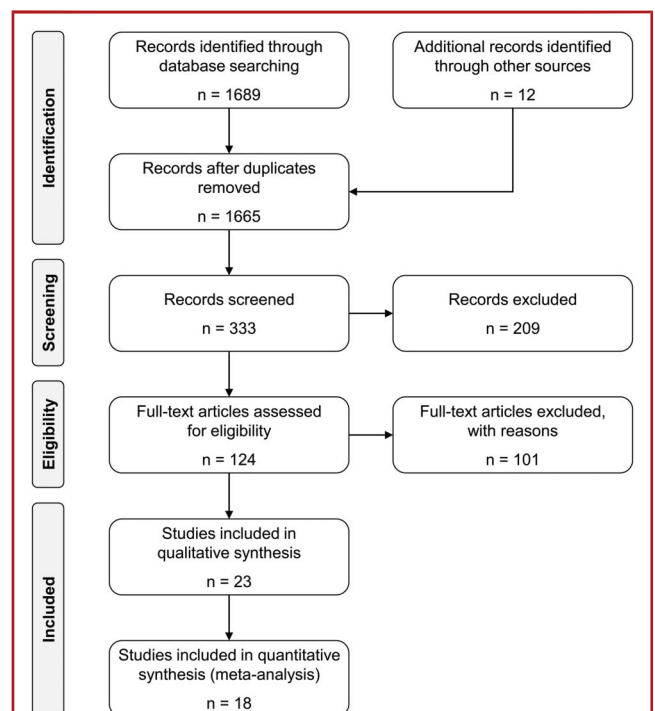 Identification
Records identified through
database searching
n = 1689
Additional records identified
through other sources
n = 12
Records after duplicates
removed
n = 1665
Screening
Records screened
n = 333
Records excluded
n = 209
Eligibility
Full-text articles assessed
for eligibility
n = 124
Full-text articles excluded,
with reasons
n = 101
Included
Studies included in
qualitative synthesis
n = 23
Studies included in quantitative
synthesis (meta-analysis)
n = 18